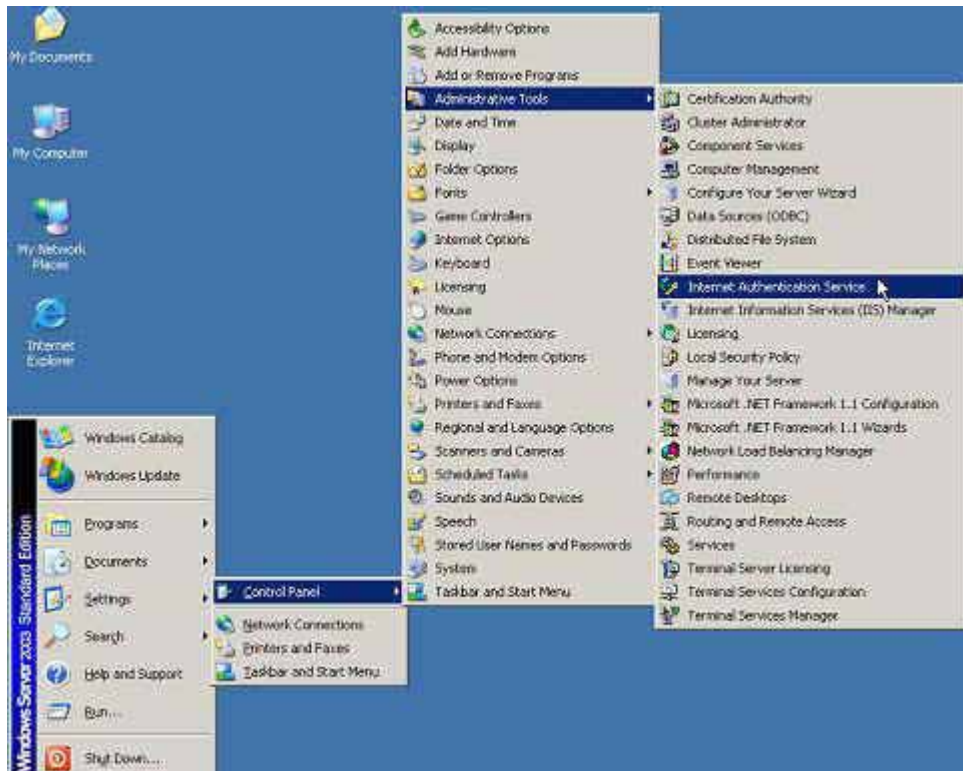 My Documents
My Computer
My Network
Places
Internet
Explorer
Windows Server 2003 Standard Edition
Windows Catalog
Windows Update
Programs
Documents
Settings
Search
Help and Support
Run...
Shut Down...
Control Panel
Network Connections
Printers and Faxes
Taskbar and Start Menu
Accessibility Options
Add Hardware
Add or Remove Programs
Administrative Tools
Date and Time
Display
Folder Options
Fonts
Game Controllers
Internet Options
Keyboard
Licensing
Mouse
Network Connections
Phone and Modem Options
Power Options
Printers and Faxes
Regional and Language Options
Scanners and Cameras
Scheduled Tasks
Sounds and Audio Devices
Speech
Stored User Names and Passwords
System
Taskbar and Start Menu
Certification Authority
Cluster Administrator
Component Services
Computer Management
Configure Your Server Wizard
Data Sources (ODBC)
Distributed File System
Event Viewer
Internet Authentication Service
Internet Information Services (IIS) Manager
Licensing
Local Security Policy
Manage Your Server
Microsoft .NET Framework 1.1 Configuration
Microsoft .NET Framework 1.1 Wizards
Network Load Balancing Manager
Performance
Remote Desktops
Routing and Remote Access
Services
Terminal Server Licensing
Terminal Services Configuration
Terminal Services Manager